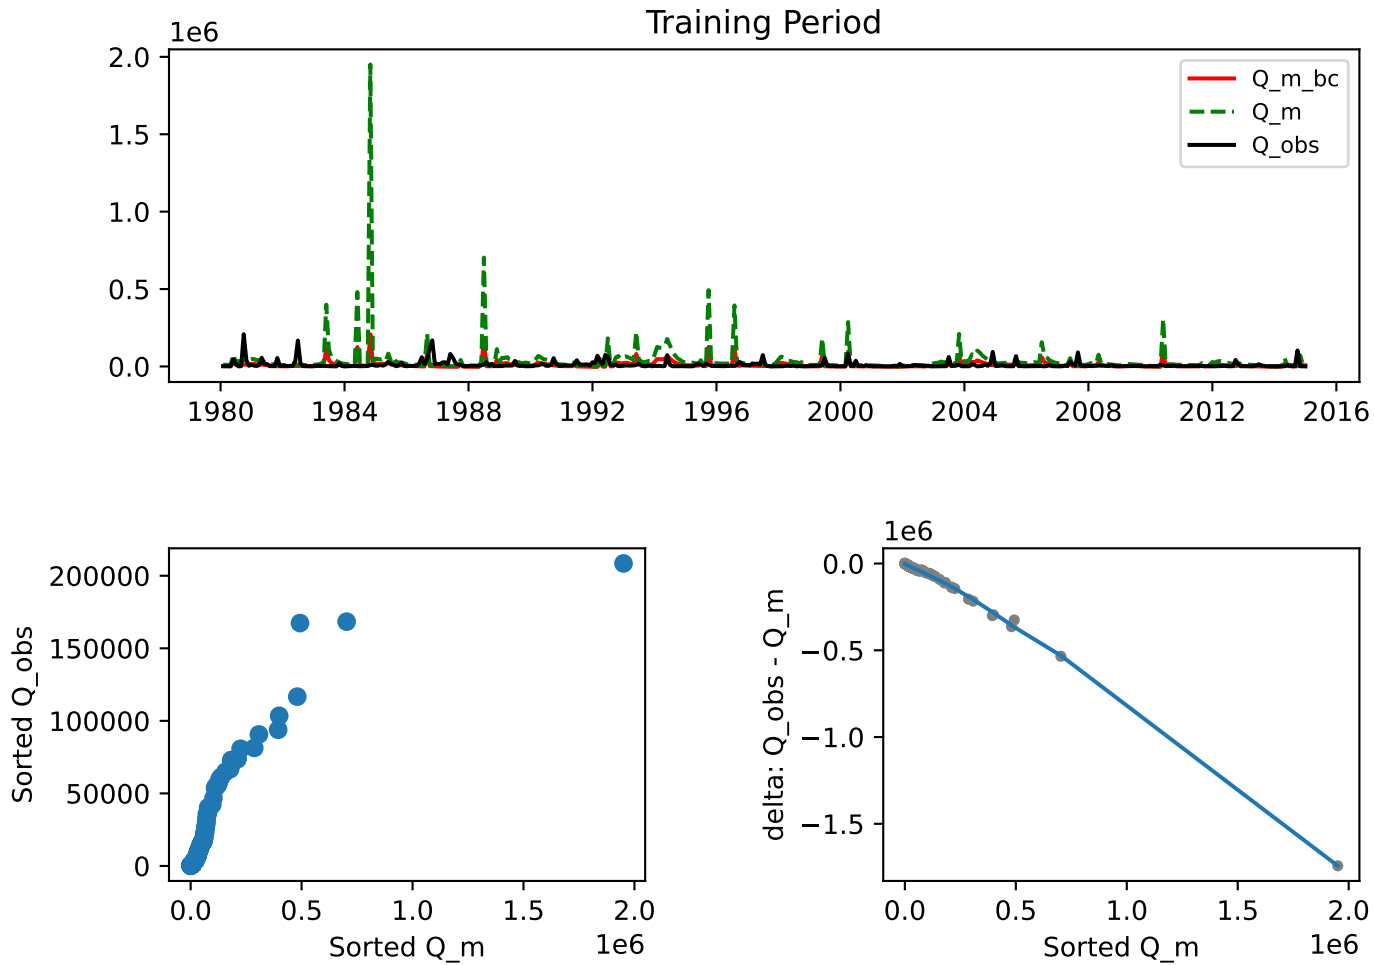 Training Period
1e6
2.0
1.5
1.0
0.5
0.0
Q_m_bc
Q_m
Q_obs
1980 1984 1988 1992 1996 2000 2004 2008 2012 2016
Sorted Q_obs
200000
150000
100000
50000
0
0.0 0.5 1.0 1.5 2.0
Sorted Q_m
1e6
1e6
delta: Q_obs - Q_m
0.0
−0.5
−1.0
−1.5
0.0 0.5 1.0 1.5 2.0
Sorted Q_m
1e6